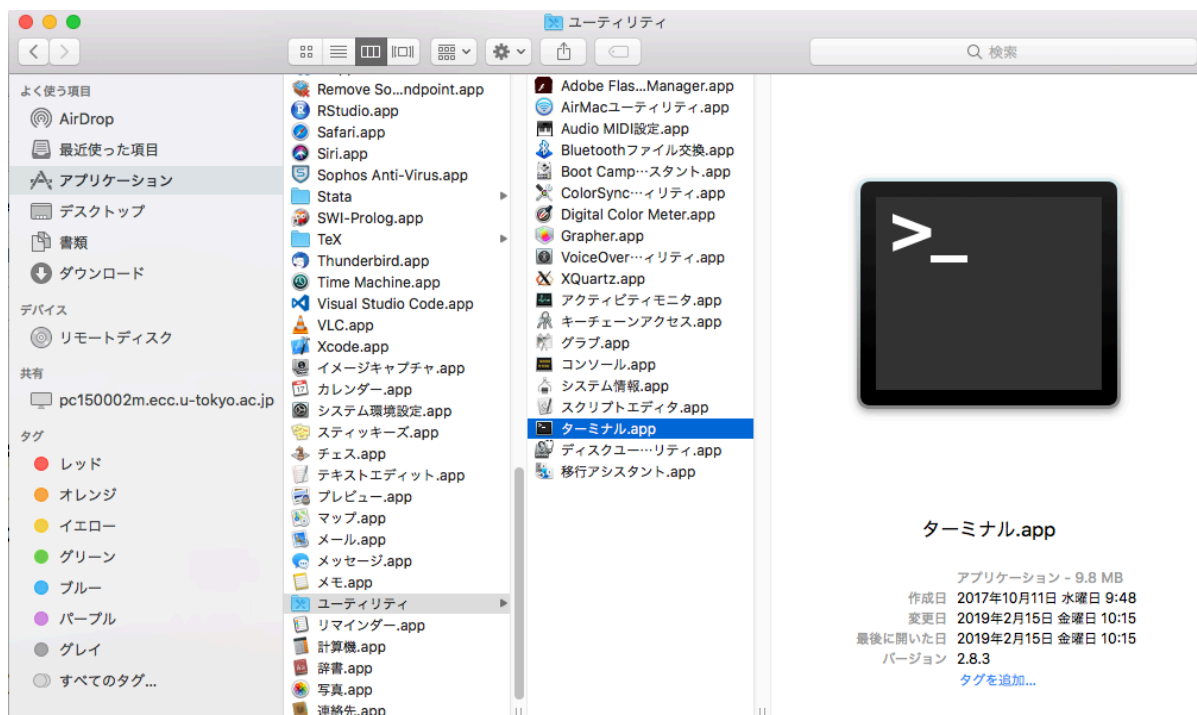 ユーティリティ
検索
よく使う項目
AirDrop
最近使った項目
アプリケーション
デスクトップ
書類
ダウンロード
デバイス
リモートディスク
共有
pc150002m.ecc.u-tokyo.ac.jp
タグ
レッド
オレンジ
イエロー
グリーン
ブルー
パープル
グレイ
すべてのタグ...
Remove So...ndpoint.app
RStudio.app
Safari.app
Siri.app
Sophos Anti-Virus.app
Stata
SWI-Prolog.app
TeX
Thunderbird.app
Time Machine.app
Visual Studio Code.app
VLC.app
Xcode.app
イメージキャプチャ.app
カレンダー.app
システム環境設定.app
スティッキーズ.app
チェス.app
テキストエディット.app
プレビュー.app
マップ.app
メール.app
メッセージ.app
メモ.app
ユーティリティ
リマインダー.app
計算機.app
辞書.app
写真.app
連絡先.app
Adobe Flas...Manager.app
AirMacユーティリティ.app
Audio MIDI設定.app
Bluetoothファイル交換.app
Boot Camp…スタント.app
ColorSync…ィリティ.app
Digital Color Meter.app
Grapher.app
VoiceOver…ィリティ.app
XQuartz.app
アクティビティモニタ.app
キーチェーンアクセス.app
グラブ.app
コンソール.app
システム情報.app
スクリプトエディタ.app
ターミナル.app
ディスクユー…リティ.app
移行アシスタント.app
>_
ターミナル.app
アプリケーション - 9.8 MB
作成日 2017年10月11日 水曜日 9:48
変更日 2019年2月15日 金曜日 10:15
最後に開いた日 2019年2月15日 金曜日 10:15
バージョン 2.8.3
タグを追加...